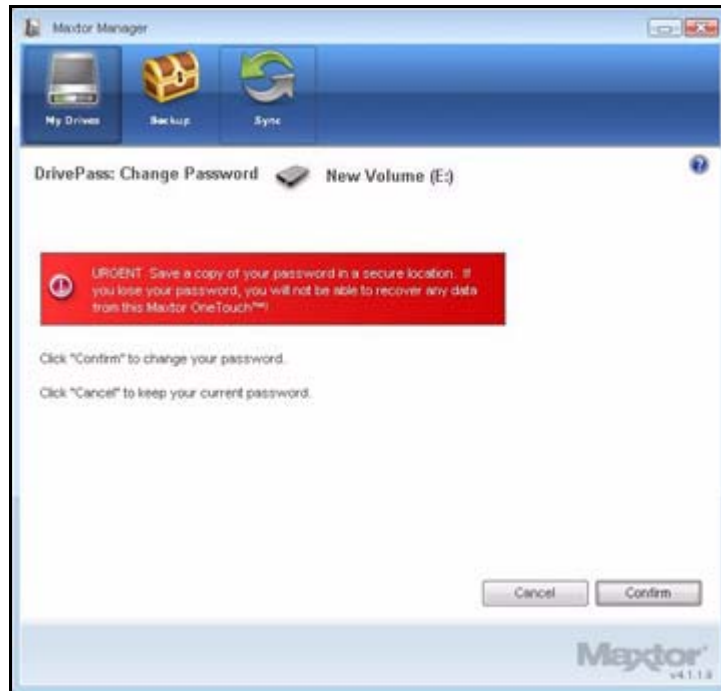 Maxtor Manager
My Drives Backup Sync
DrivePass: Change Password New Volume (E:)
URGENT: Save a copy of your password in a secure location. If
you lose your password, you will not be able to recover any data
from this Maxtor OneTouch™!
Click "Confirm" to change your password.
Click "Cancel" to keep your current password.
Cancel Confirm
Maxtor